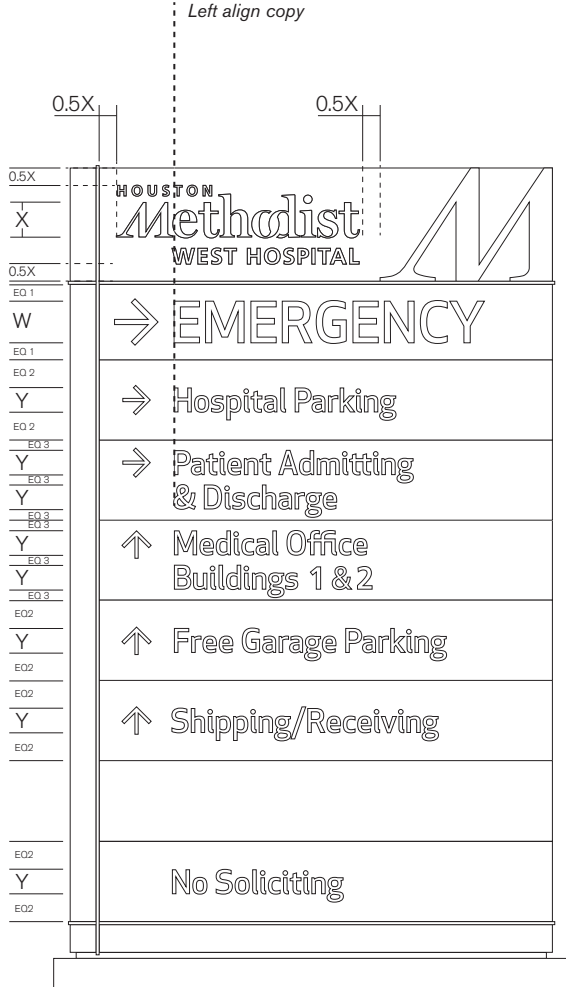 Left align copy
0.5X 0.5X
0.5X
X
0.5X
HOUSTON
Methodist
WEST HOSPITAL
M
EQ 1
W
EQ 1
EMERGENCY
EQ 2
Y
EQ 2
Hospital Parking
EQ 3
Y
EQ 3
Y
EQ 3
Patient Admitting
& Discharge
EQ 3
Y
EQ 3
Y
EQ 3
Medical Office
Buildings 1 & 2
EQ2
Y
EQ2
Free Garage Parking
EQ2
Y
EQ2
Shipping/Receiving
EQ2
Y
EQ2
No Soliciting